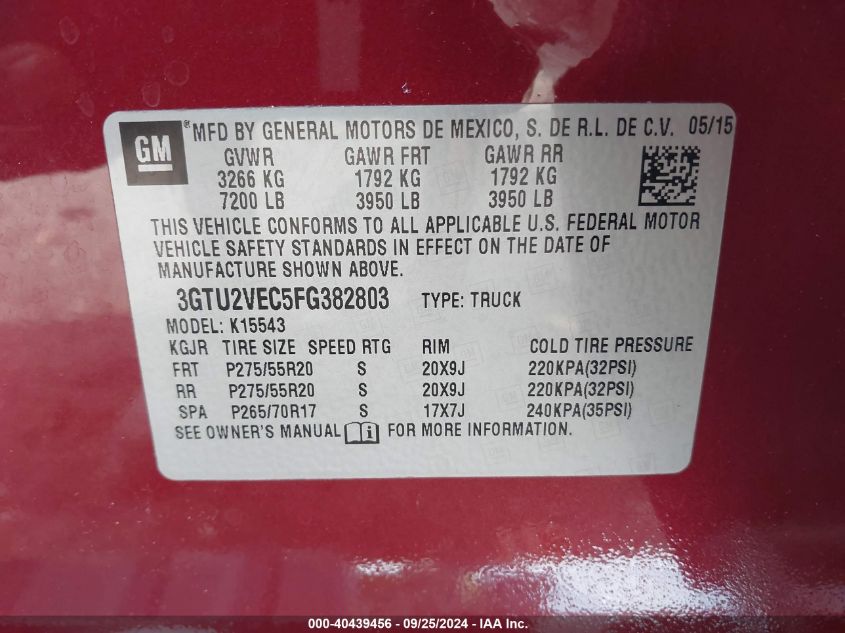 GM ® MFD BY GENERAL MOTORS DE MEXICO, S. DE R.L. DE C.V. 05/15
GVWR GAWR FRT GAWR RR
3266 KG 1792 KG 1792 KG
7200 LB 3950 LB 3950 LB
THIS VEHICLE CONFORMS TO ALL APPLICABLE U.S. FEDERAL MOTOR
VEHICLE SAFETY STANDARDS IN EFFECT ON THE DATE OF
MANUFACTURE SHOWN ABOVE.
3GTU2VEC5FG382803 TYPE: TRUCK
MODEL: K15543
KGJR TIRE SIZE SPEED RTG RIM COLD TIRE PRESSURE
FRT P275/55R20 S 20X9J 220KPA(32PSI)
RR P275/55R20 S 20X9J 220KPA(32PSI)
SPA P265/70R17 S 17X7J 240KPA(35PSI)
SEE OWNER'S MANUAL i FOR MORE INFORMATION.
000-40439456 - 09/25/2024 - IAA Inc.